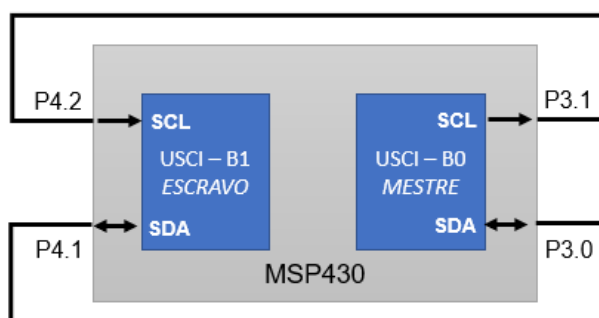 P4.2
P3.1
SCL
USCI – B1
ESCRAVO
SDA
SCL
USCI – B0
MESTRE
SDA
P4.1
P3.0
MSP430